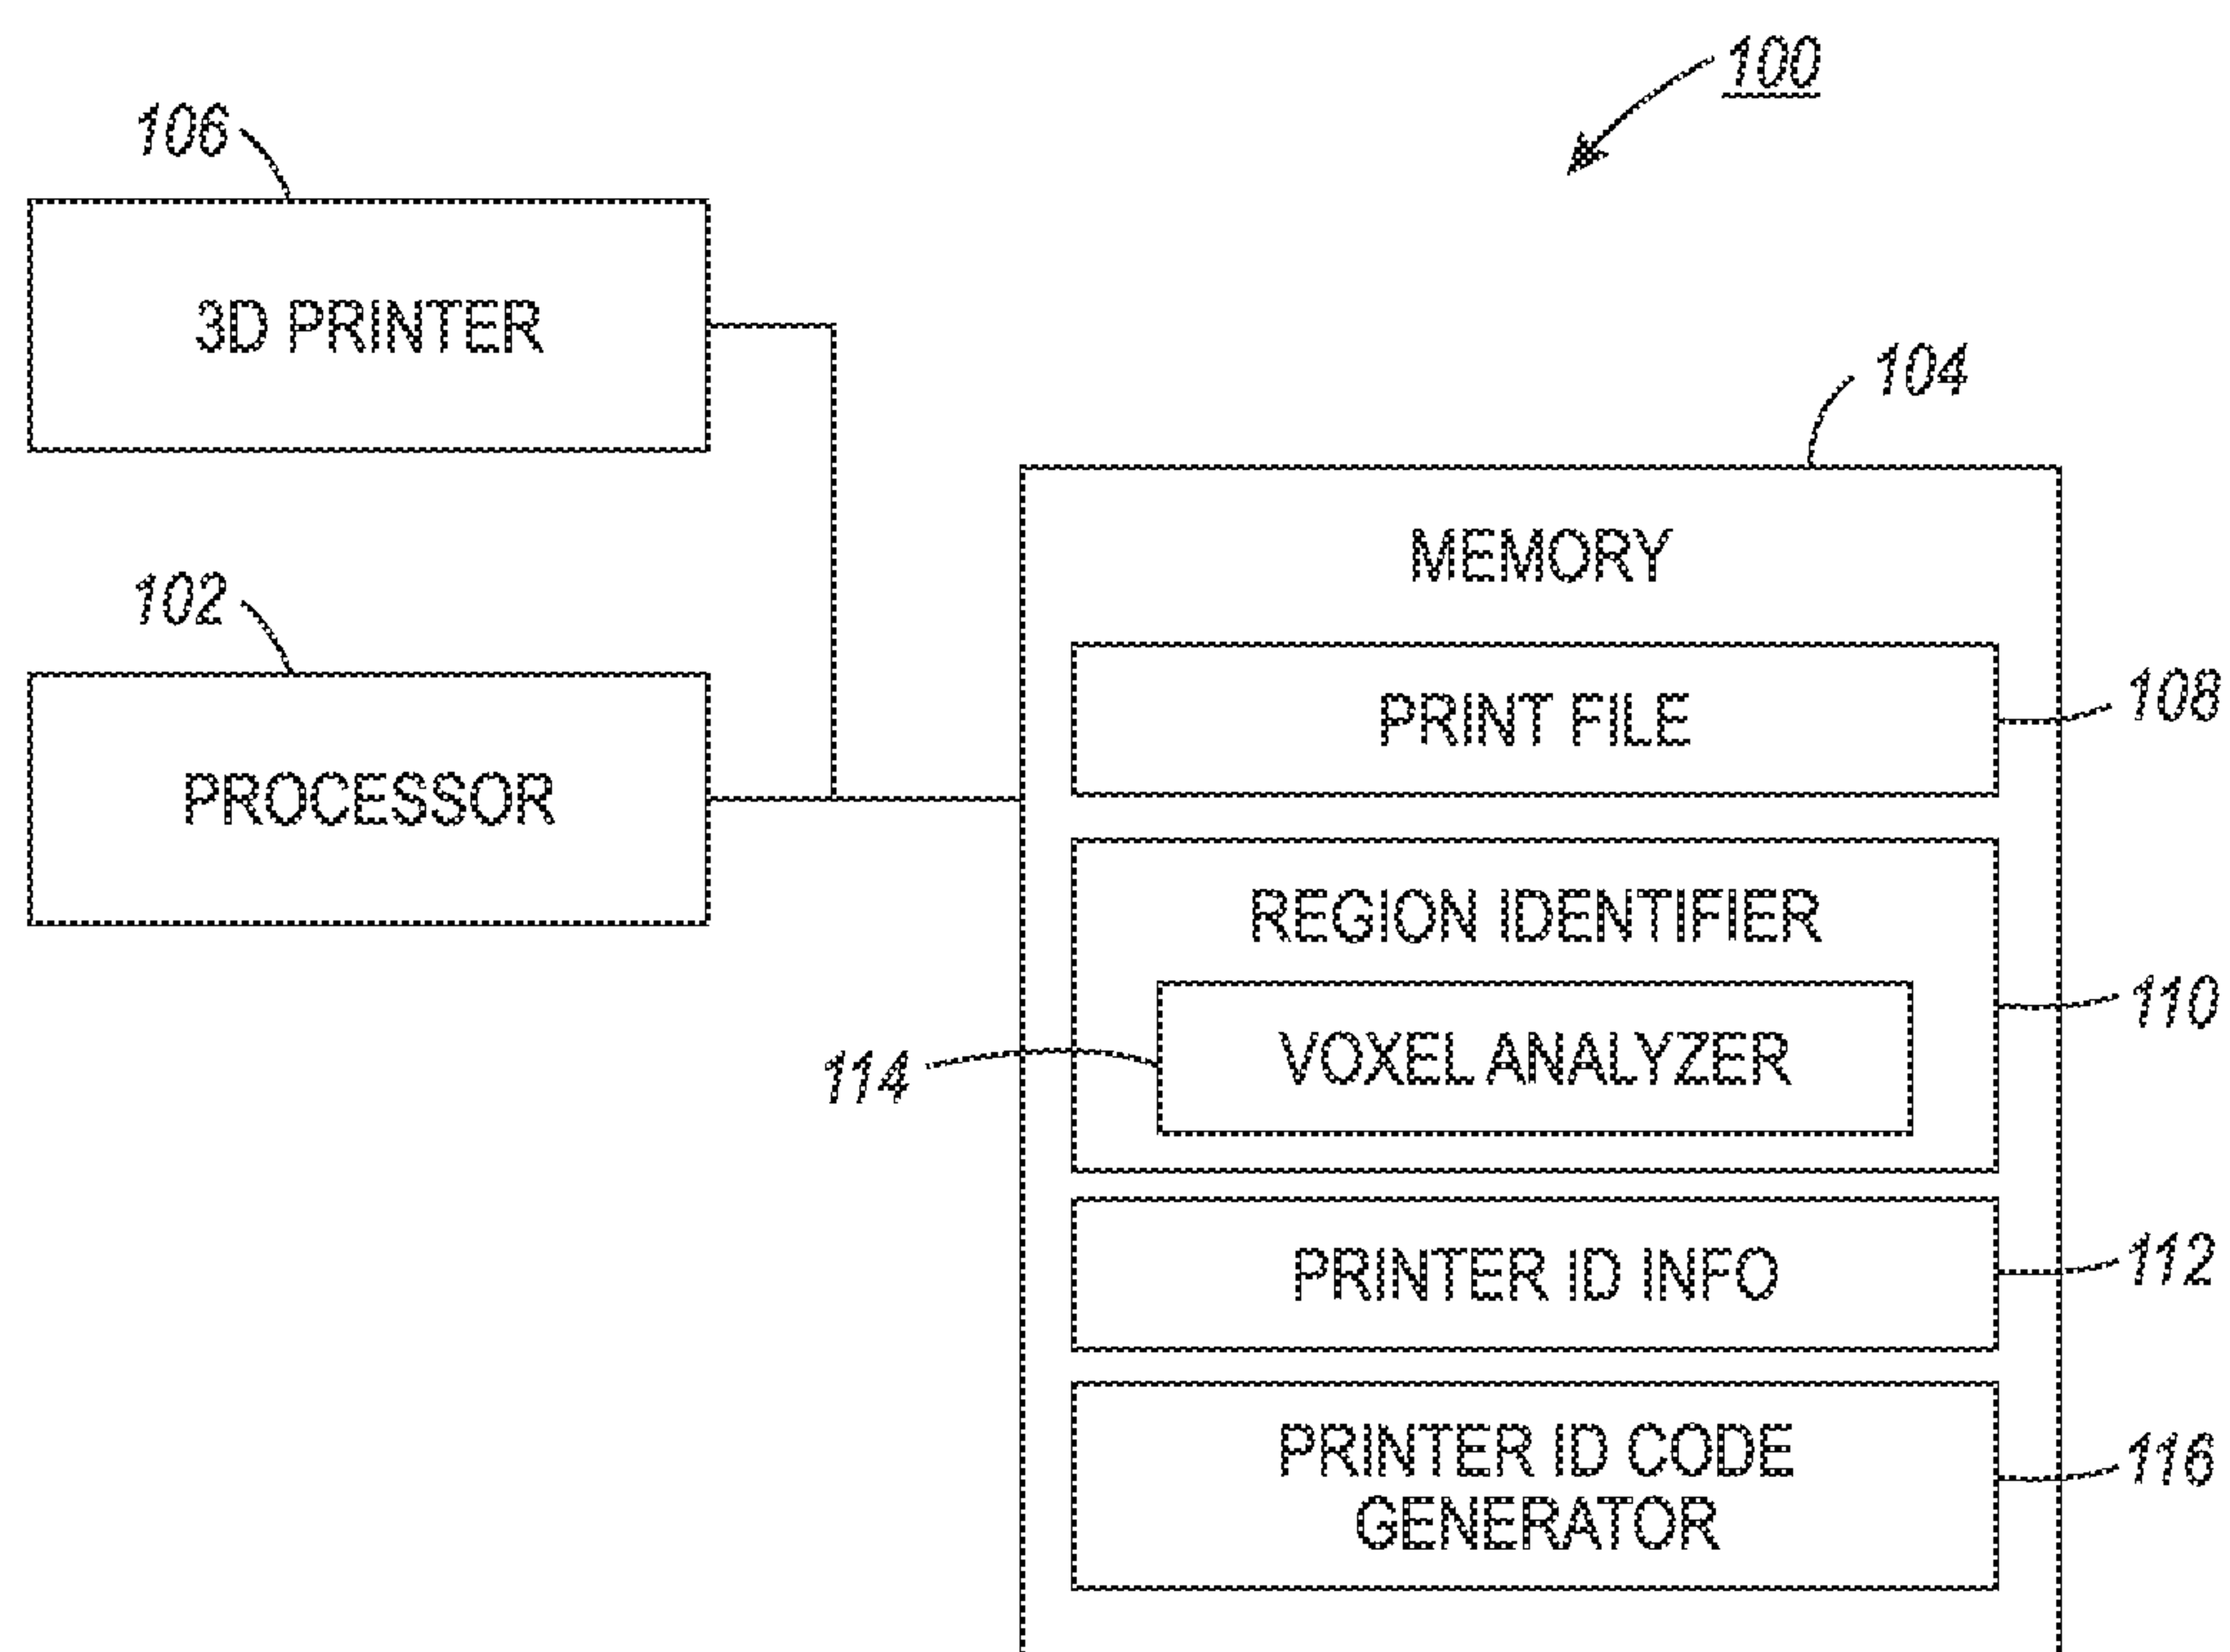 100
106
3D PRINTER
104
MEMORY
102
PROCESSOR
PRINT FILE
108
REGION IDENTIFIER
110
VOXEL ANALYZER
114
PRINTER ID INFO
112
PRINTER ID CODE
GENERATOR
116